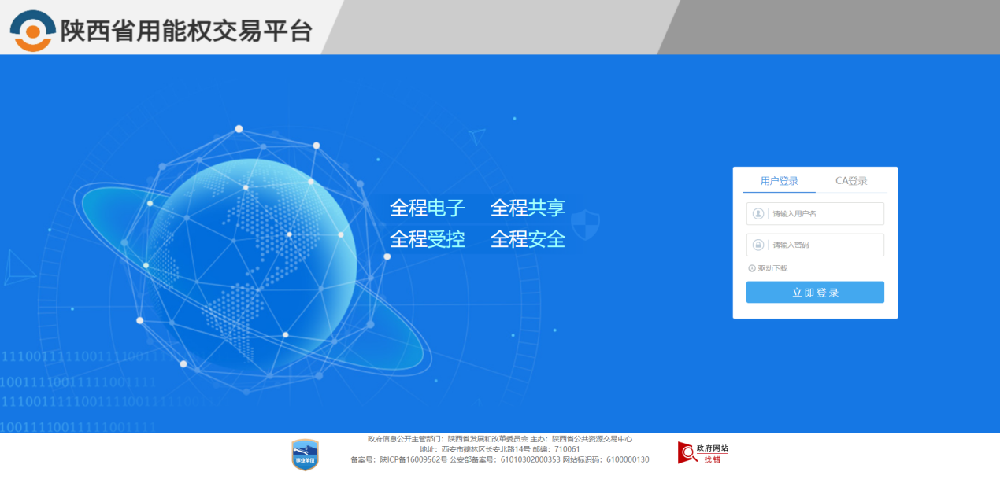 陕西省用能权交易平台
全程电子 全程共享
全程受控 全程安全
用户登录 CA登录
请输入用户名
请输入密码
驱动下载
立即登录
1110011111100111110011
10011110011111001111
1110011111100111100111110011
10011110011111001111
政府信息公开主管部门：陕西省发展和改革委员会 主办：陕西省公共资源交易中心
地址：西安市碑林区长安北路14号 邮编：710061
备案号：陕ICP备16009562号 公安部备案号：61010302000353 网站标识码：6100000130
事业单位
政府网站
找错